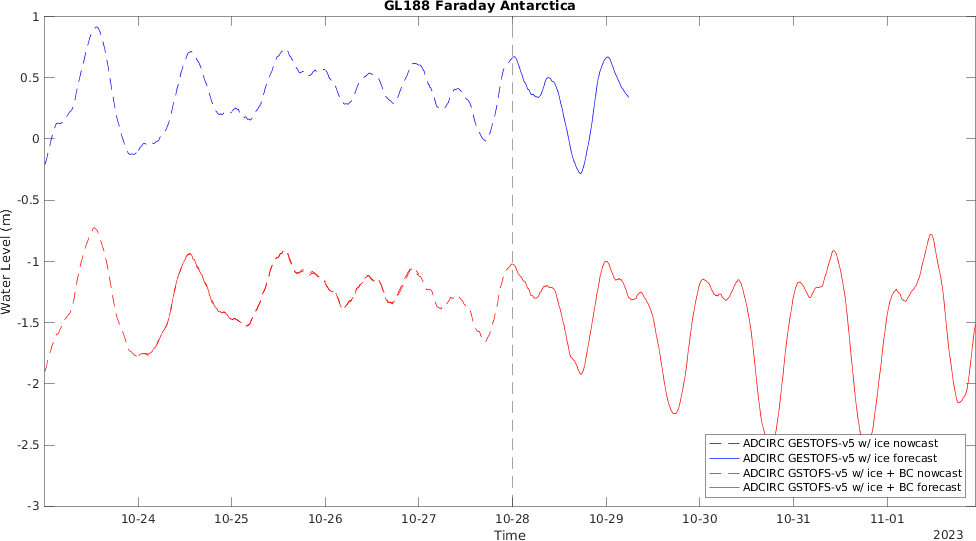 GL188 Faraday Antarctica
1
0.5
0
-0.5
-1
-1.5
-2
-2.5
-3
Water Level (m)
10-24 10-25 10-26 10-27 10-28 10-29 10-30 10-31 11-01
Time
2023
ADCIRC GESTOFS-v5 w/ ice nowcast
ADCIRC GESTOFS-v5 w/ ice forecast
ADCIRC GSTOFS-v5 w/ ice + BC nowcast
ADCIRC GSTOFS-v5 w/ ice + BC forecast